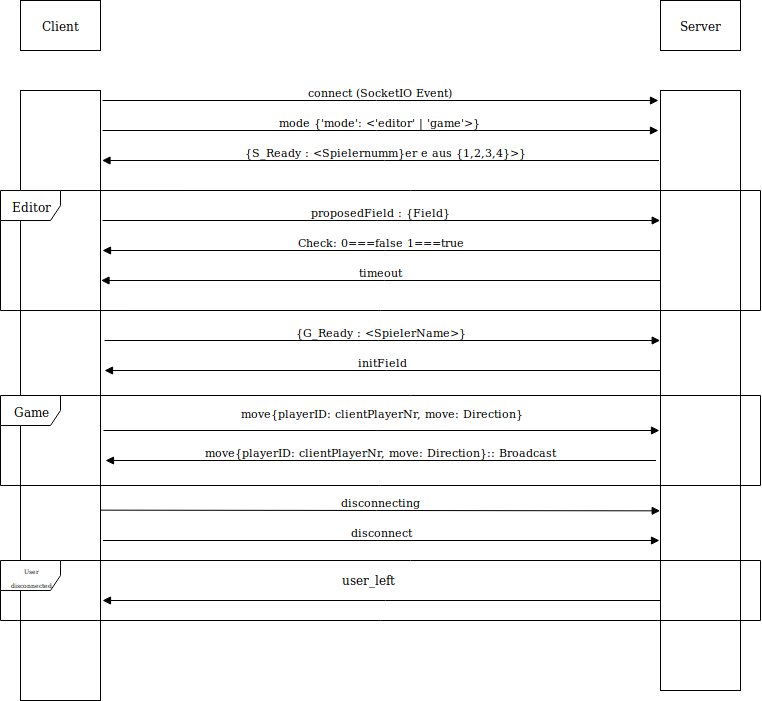 Client
Server
connect (SocketIO Event)
mode {'mode': <'editor' | 'game'>}
{S_Ready : <Spielernumm}er e aus {1,2,3,4}>}
Editor
proposedField : {Field}
Check: 0===false 1===true
timeout
{G_Ready : <SpielerName>}
initField
Game
move{playerID: clientPlayerNr, move: Direction}
move{playerID: clientPlayerNr, move: Direction}:: Broadcast
disconnecting
disconnect
User
disconnected
user_left